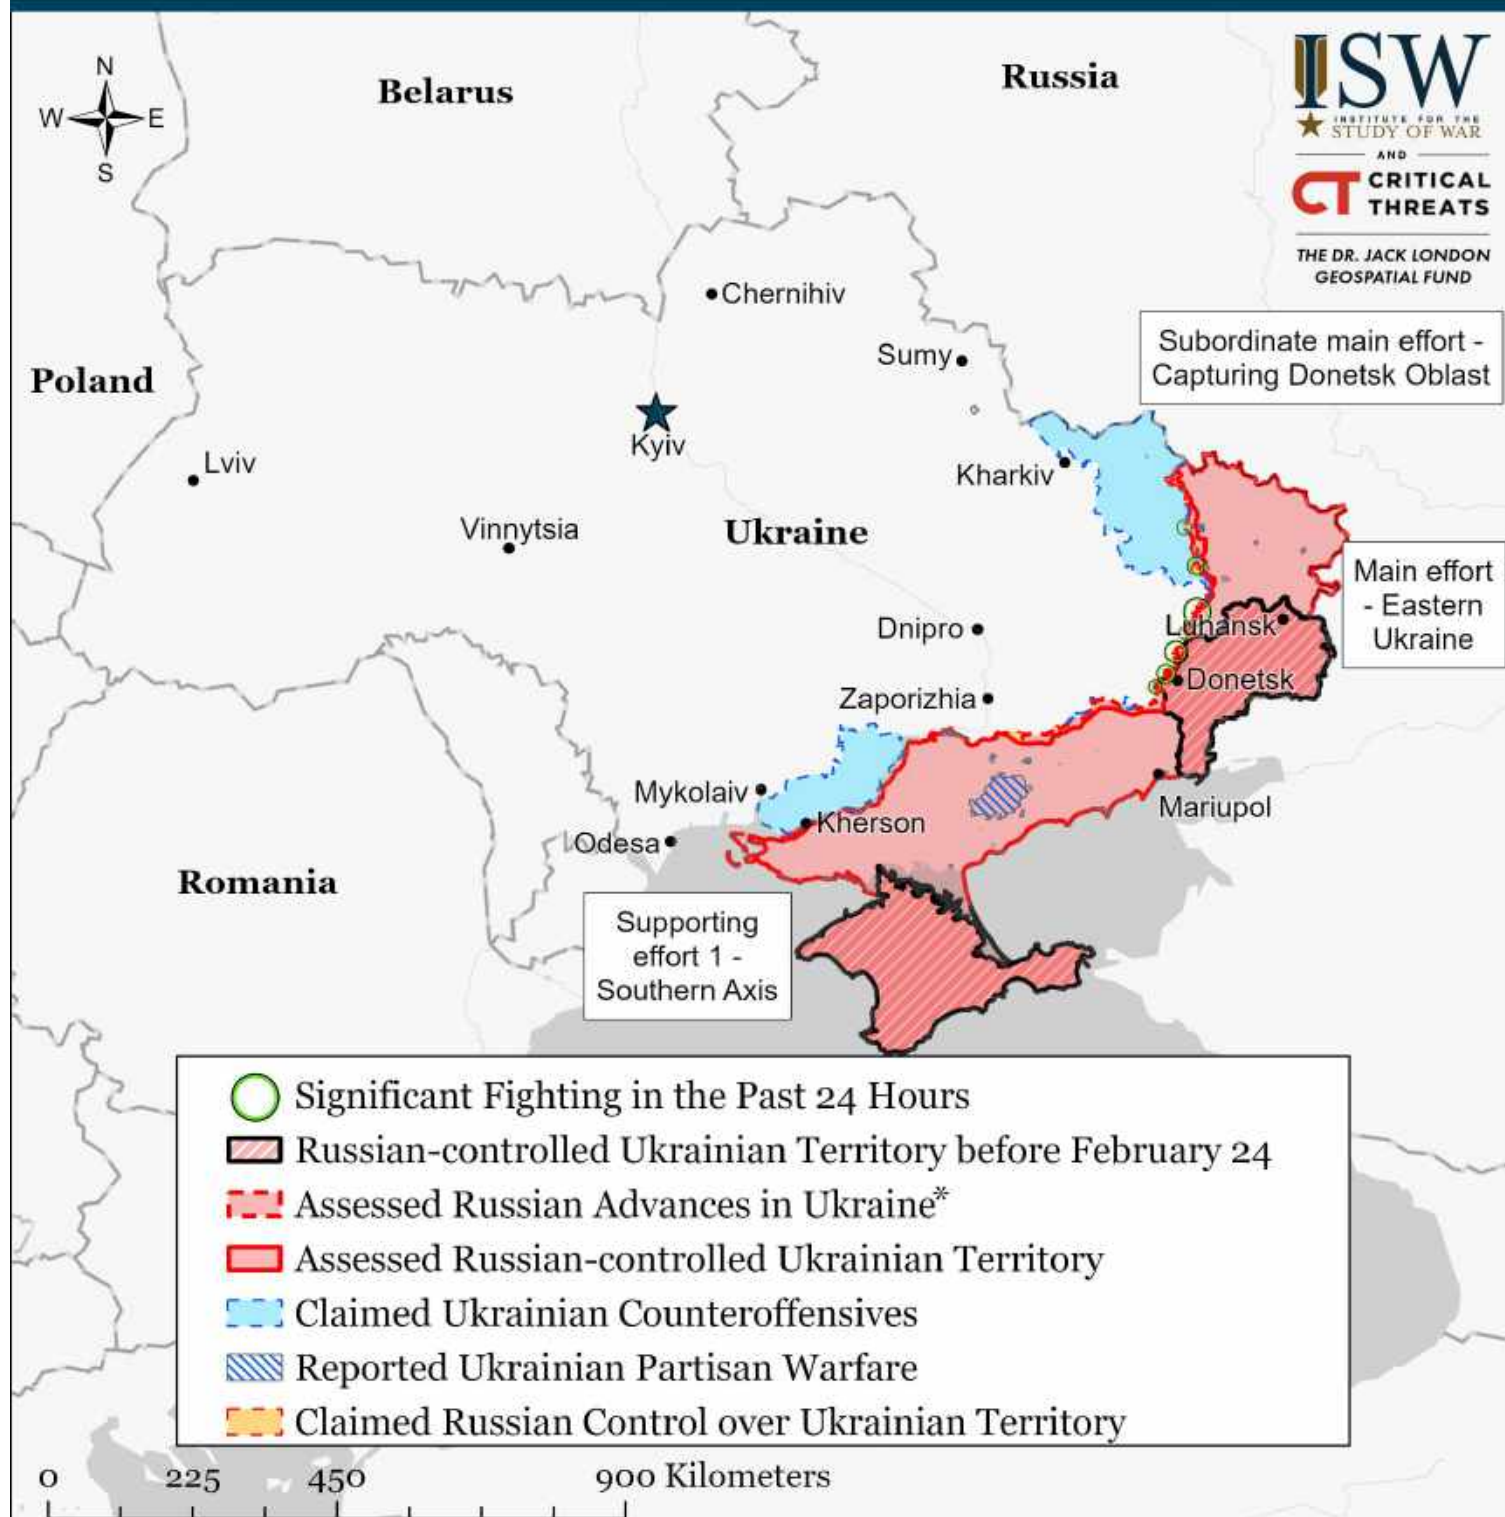 N
W
E
S
Belarus
Russia
ISW
INSTITUTE FOR THE
STUDY OF WAR
AND
CT CRITICAL
THREATS
THE DR. JACK LONDON
GEOSPATIAL FUND
Chernihiv
Subordinate main effort -
Capturing Donetsk Oblast
Sumy
Poland
Kyiv
Lviv
Kharkiv
Vinnytsia
Ukraine
Main effort
- Eastern
Ukraine
Dnipro
Luhansk
Donetsk
Zaporizhia
Mykolaiv
Mariupol
Kherson
Odesa
Romania
Supporting
effort 1 -
Southern Axis
Significant Fighting in the Past 24 Hours
Russian-controlled Ukrainian Territory before February 24
Assessed Russian Advances in Ukraine*
Assessed Russian-controlled Ukrainian Territory
Claimed Ukrainian Counteroffensives
Reported Ukrainian Partisan Warfare
Claimed Russian Control over Ukrainian Territory
0 225 450 900 Kilometers